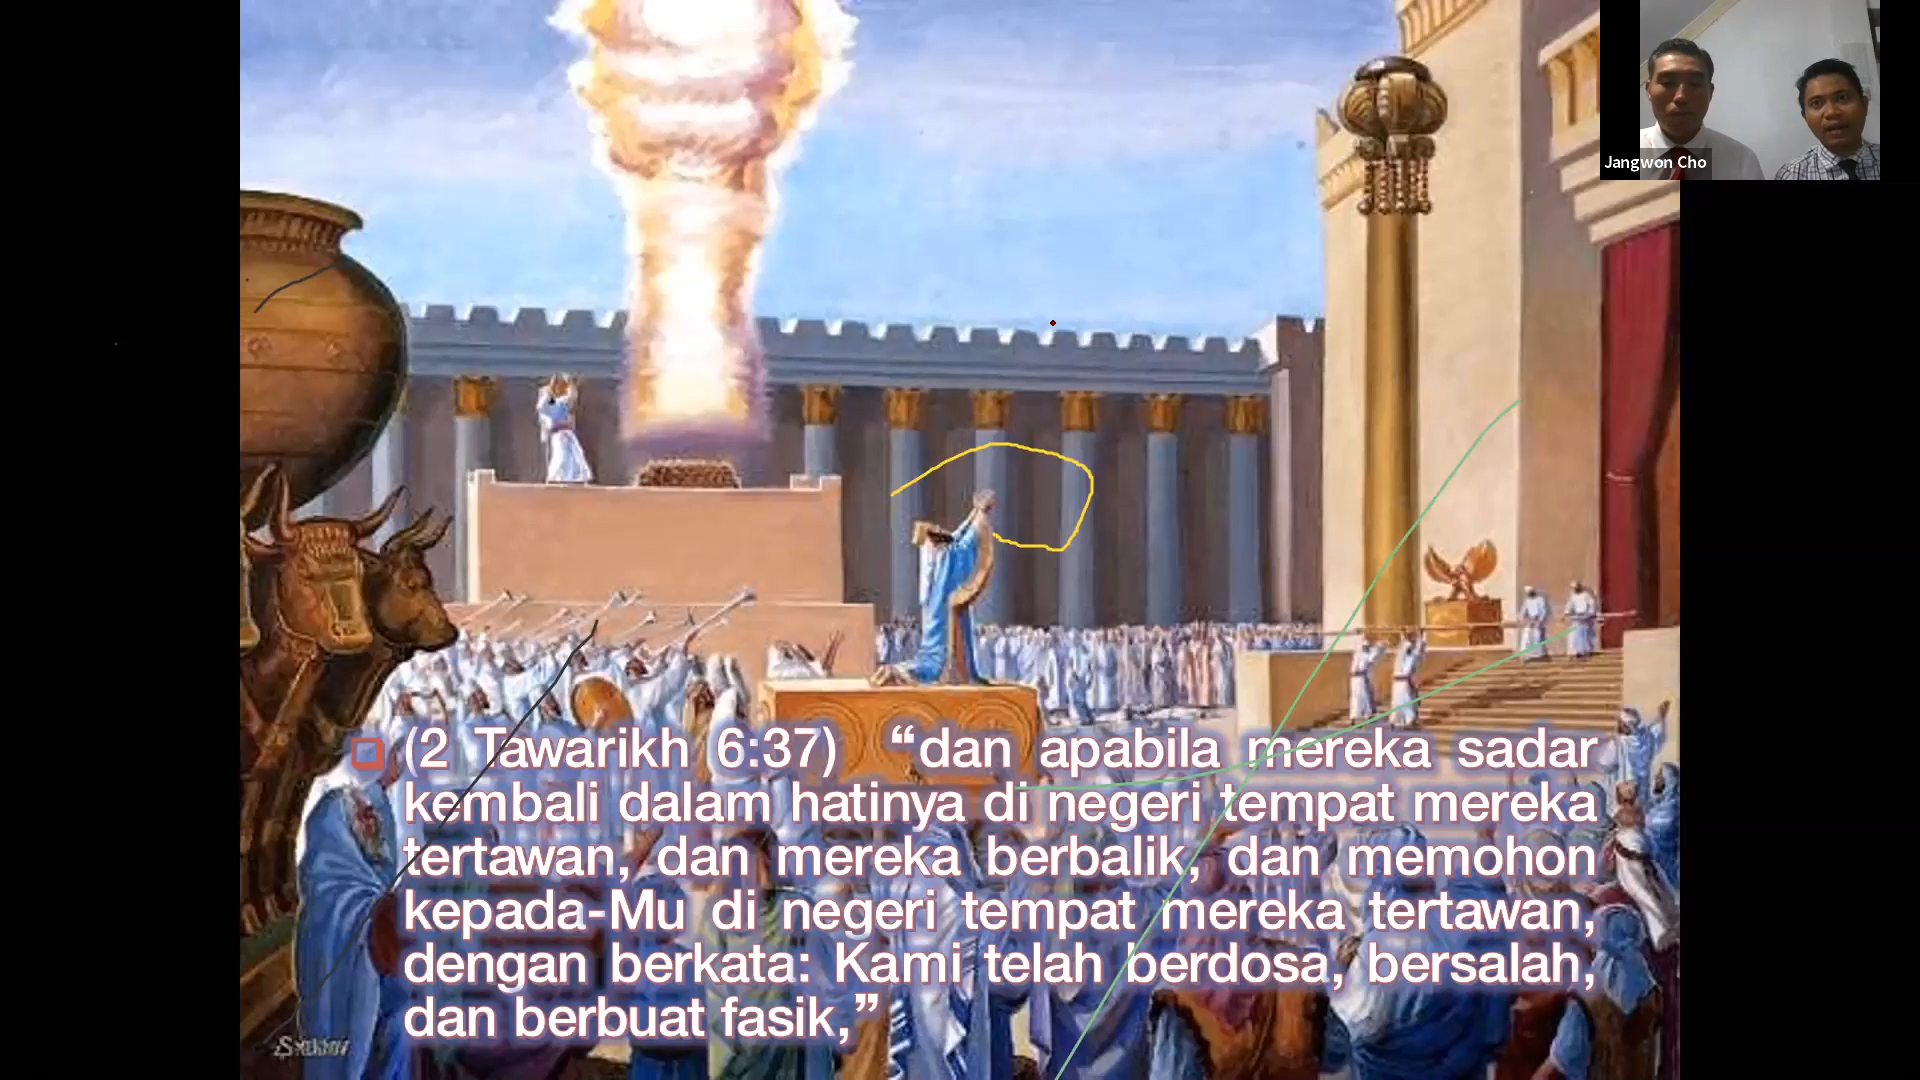 Jangwon Cho
(2 Tawarikh 6:37) “dan apabila mereka sadar
kembali dalam hatinya di negeri tempat mereka
tertawan, dan mereka berbalik, dan memohon
kepada-Mu di negeri tempat mereka tertawan,
dengan berkata: Kami telah berdosa, bersalah,
dan berbuat fasik,”